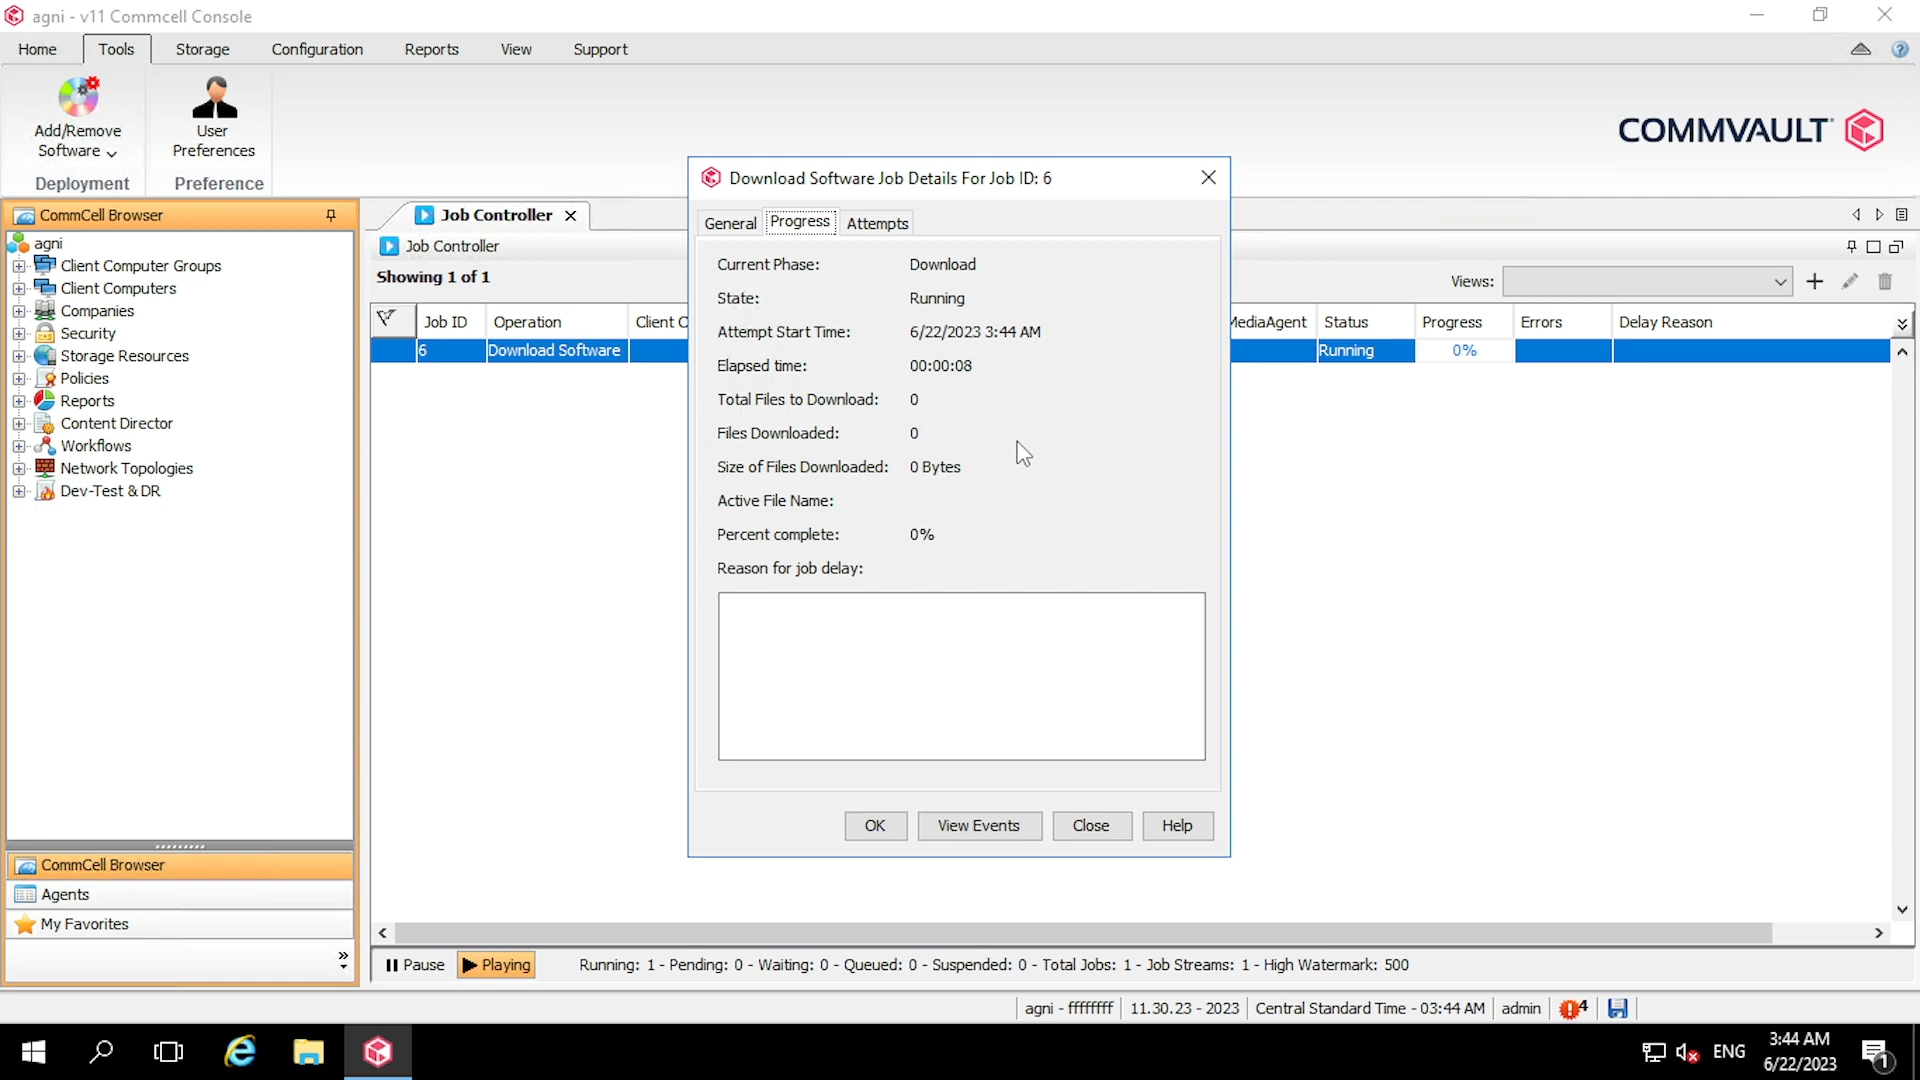 agni - v11 Commcell Console
Home Tools Storage Configuration Reports View Support
Add/Remove
Software
Deployment
User
Preferences
Preference
COMMVAULT
CommCell Browser
agni
Client Computer Groups
Client Computers
Companies
Security
Storage Resources
Policies
Reports
Content Director
Workflows
Network Topologies
Dev-Test & DR
CommCell Browser
Agents
My Favorites
Job Controller
Job Controller
Showing 1 of 1
Views:
Job ID Operation Client C MediaAgent Status Progress Errors Delay Reason
6 Download Software Running 0%
Download Software Job Details For Job ID: 6
General Progress Attempts
Current Phase: Download
State: Running
Attempt Start Time: 6/22/2023 3:44 AM
Elapsed time: 00:00:08
Total Files to Download: 0
Files Downloaded: 0
Size of Files Downloaded: 0 Bytes
Active File Name:
Percent complete: 0%
Reason for job delay:
OK View Events Close Help
Pause Playing Running: 1 - Pending: 0 - Waiting: 0 - Queued: 0 - Suspended: 0 - Total Jobs: 1 - Job Streams: 1 - High Watermark: 500
agni - ffffffff 11.30.23 - 2023 Central Standard Time - 03:44 AM admin 4
ENG
3:44 AM
6/22/2023
1